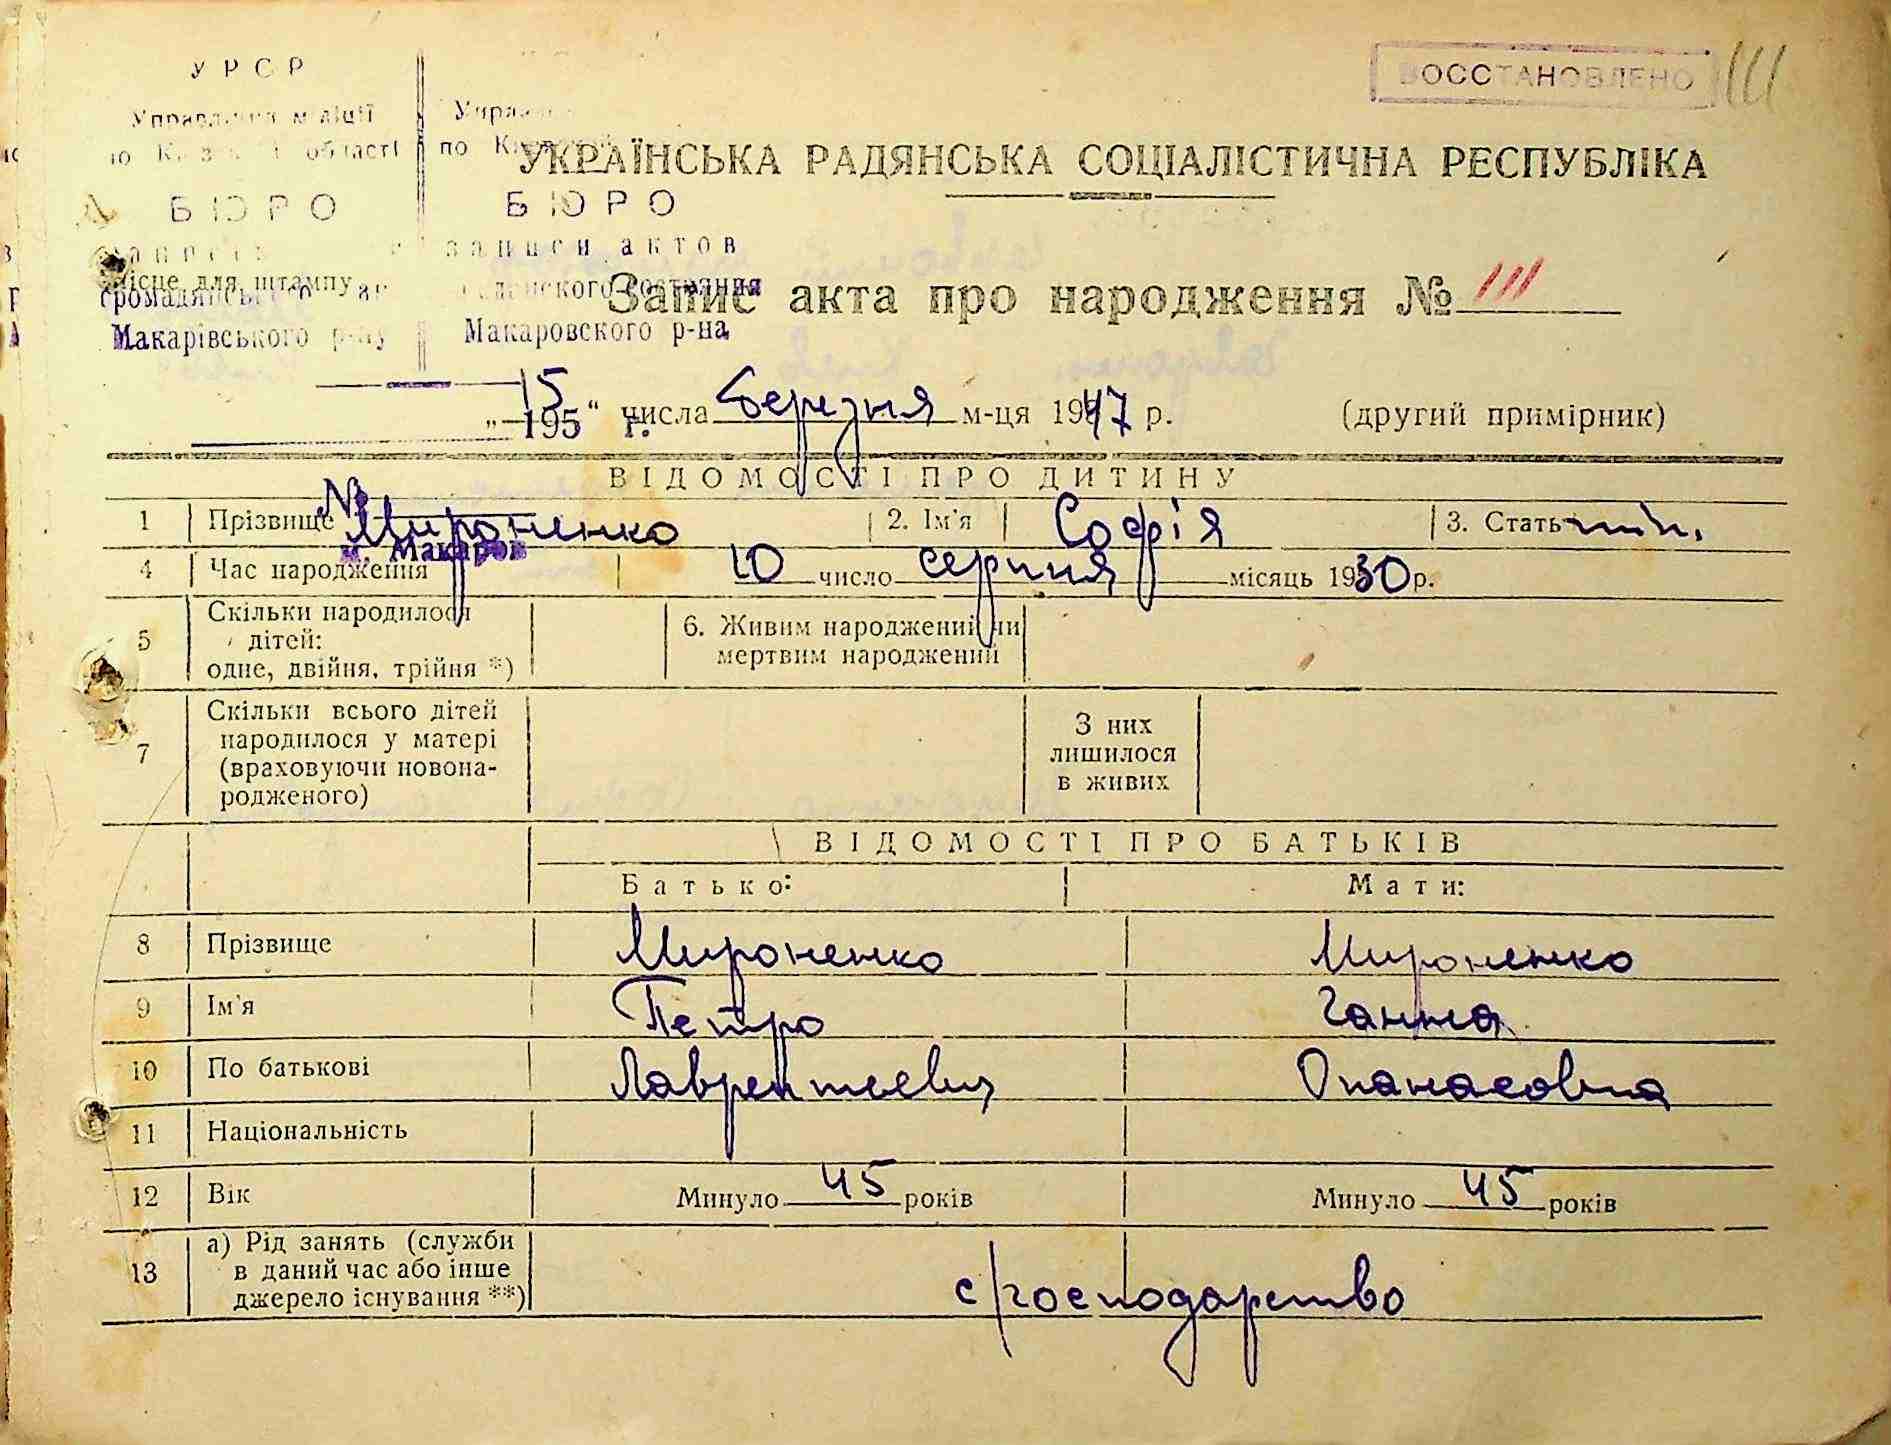 УРСР
Управління міліції
по Київській області
БЮРО
громадянського
Макарівського р-ну
по
БЮРО
записи актов
гражданского состояния
Макаровского р-на
195 г.
№
м. Макаров
Місце для штампу
ВОССТАНОВЛЕНО
111
УКРАЇНСЬКА РАДЯНСЬКА СОЦІАЛІСТИЧНА РЕСПУБЛІКА
Запис акта про народження № 111
„15“ числа березня м-ця 1947 р. (другий примірник)
ВІДОМОСТІ ПРО ДИТИНУ
1 Прізвище Мироненко 2. Ім'я Софія 3. Стать
4 Час народження 10 число серпня місяць 1930 р.
5 Скільки народилося дітей: одне, двійня, трійня *) 6. Живим народжений чи мертвим народжений
7 Скільки всього дітей народилося у матері (враховуючи новонародженого) З них лишилося в живих
ВІДОМОСТІ ПРО БАТЬКІВ
Батько: Мати:
8 Прізвище Мироненко Мироненко
9 Ім'я Петро Ганна
10 По батькові Лаврентьевич Опанасовна
11 Національність
12 Вік Минуло 45 років Минуло 45 років
13 а) Рід занять (служби в даний час або інше джерело існування **) с/господарство